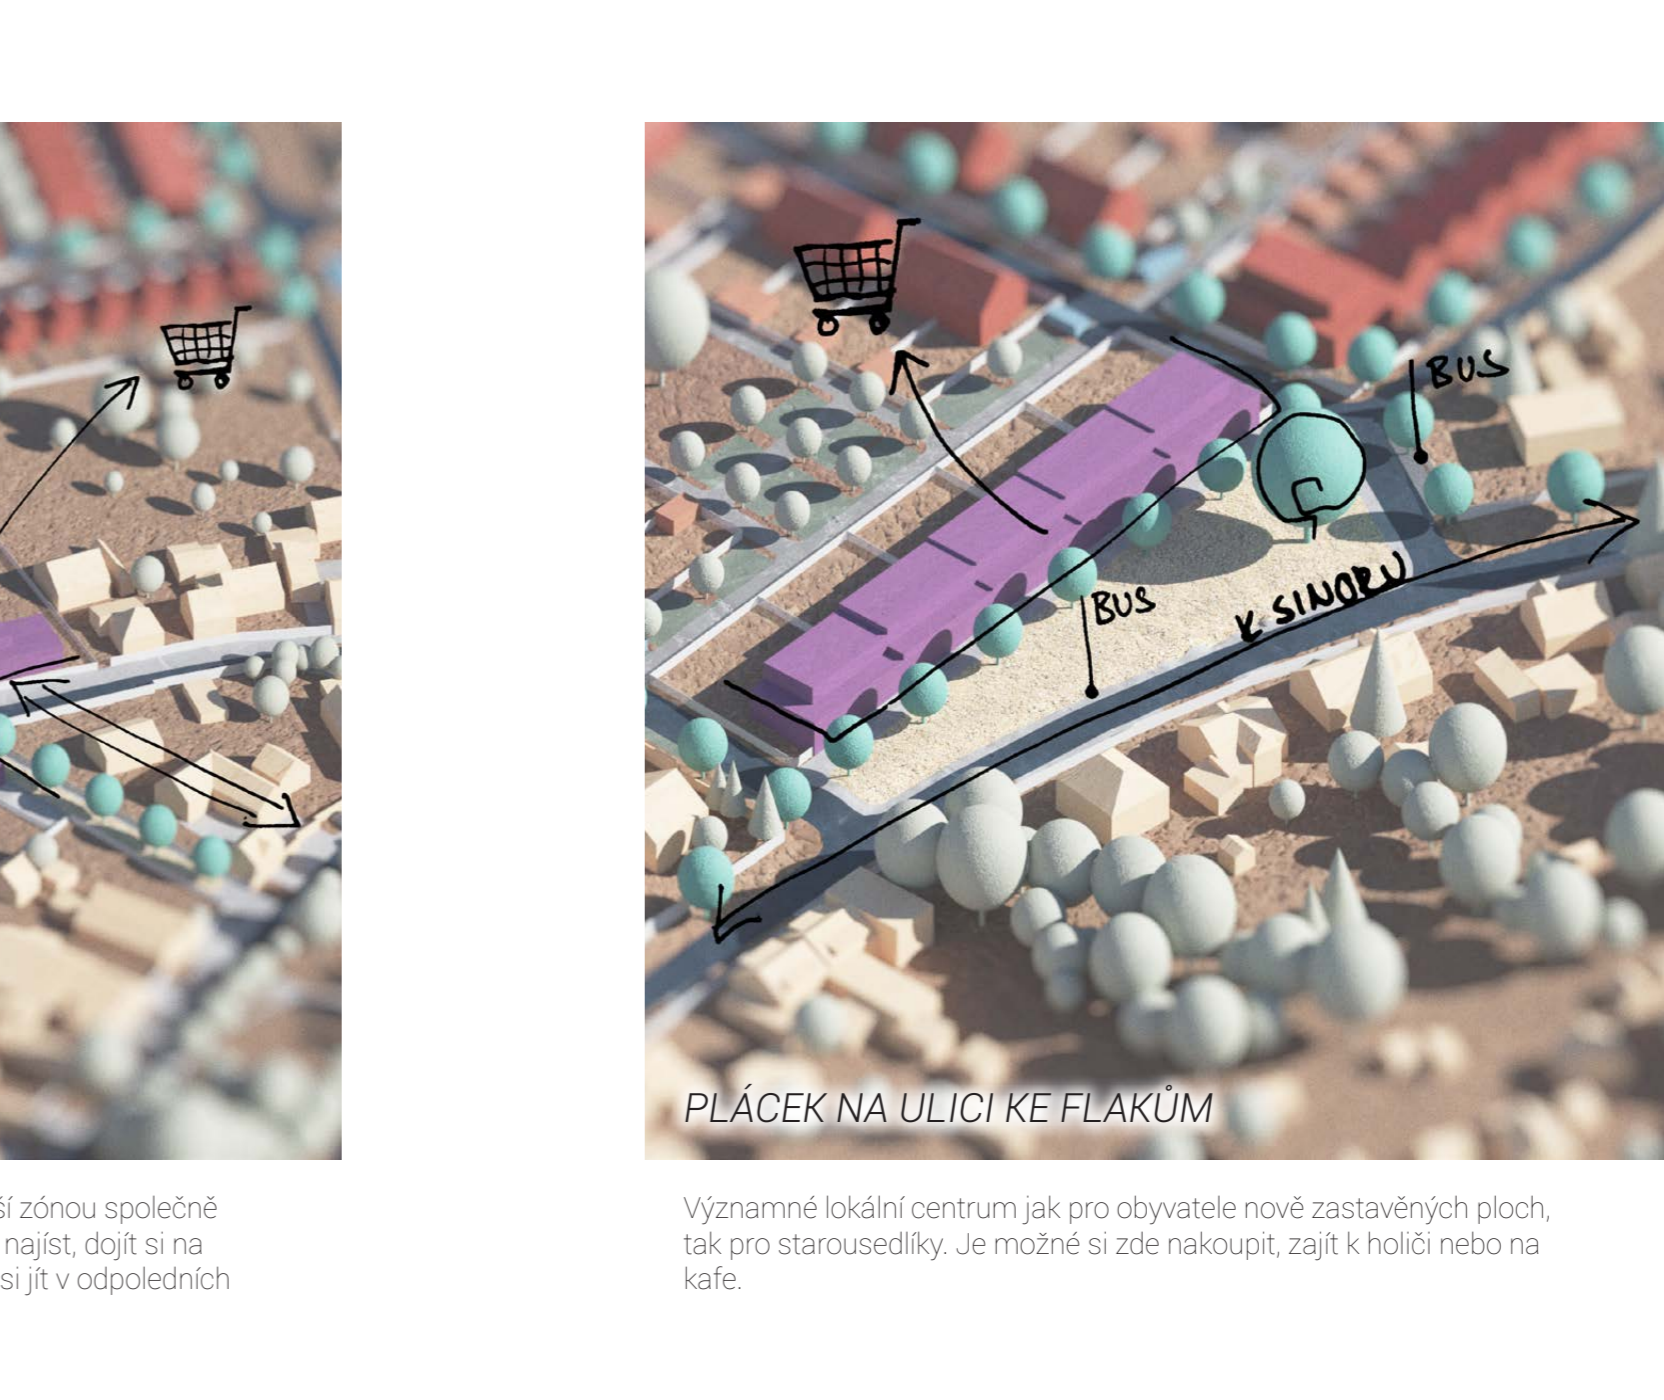 BUS
BUS
K SINORU
PLÁCEK NA ULICI KE FLAKŮM
ší zónou společně
najíst, dojít si na
si jít v odpoledních
Významné lokální centrum jak pro obyvatele nově zastavěných ploch,
tak pro starousedlíky. Je možné si zde nakoupit, zajít k holiči nebo na
kafe.